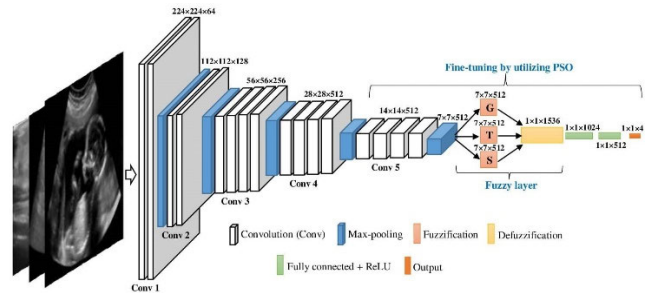 224×224×64
112×112×128
56×56×256
28×28×512
14×14×512
7×7×512
Fine-tuning by utilizing PSO
7×7×512
G
7×7×512
T
7×7×512
S
1×1×1536
1×1×1024
1×1×512
1×1×4
Fuzzy layer
Conv 1
Conv 2
Conv 3
Conv 4
Conv 5
Convolution (Conv)
Max-pooling
Fuzzification
Defuzzification
Fully connected + ReLU
Output